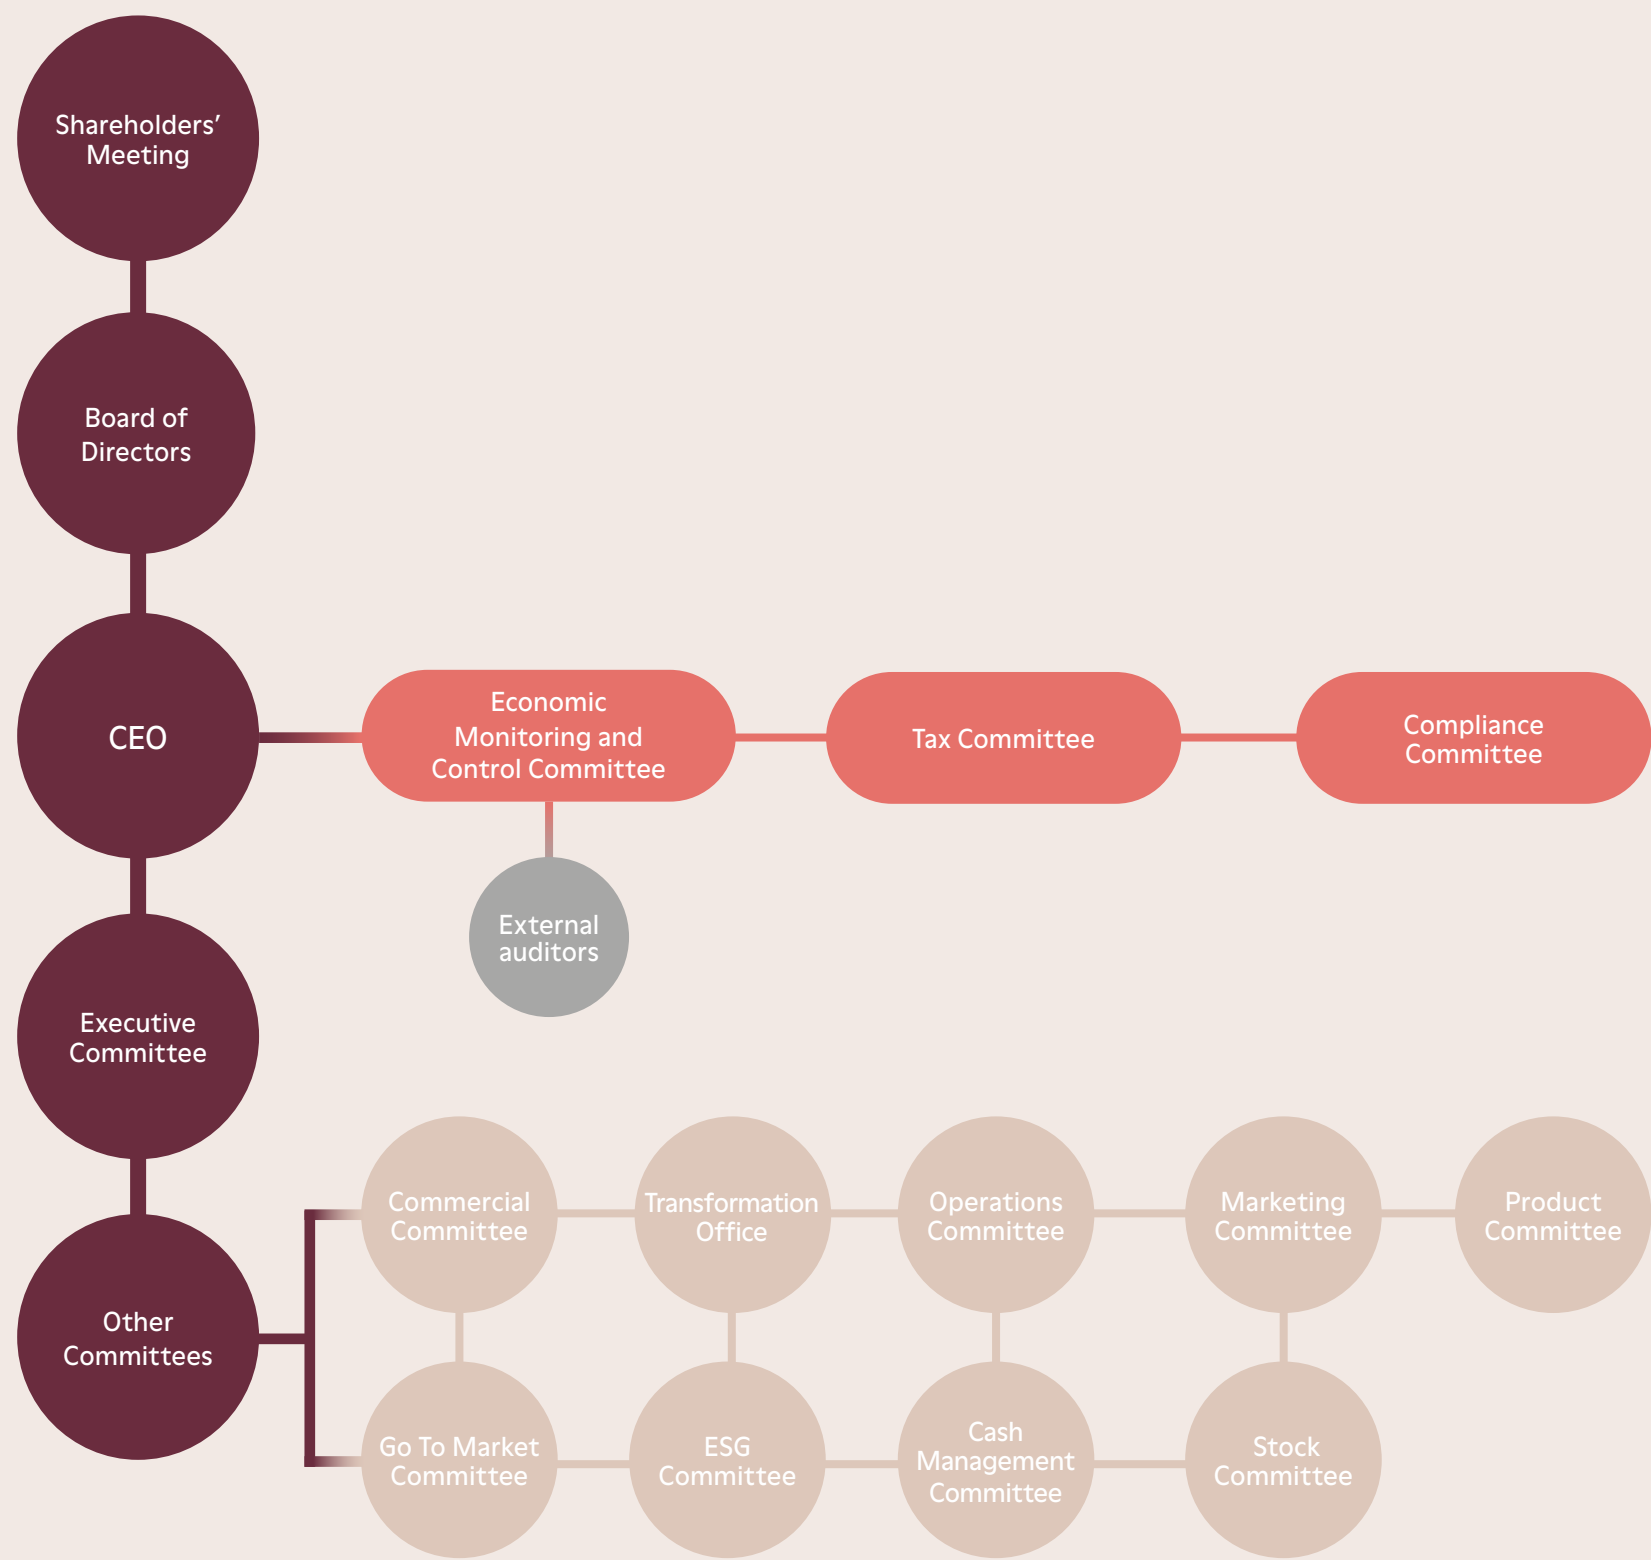 Shareholders’
Meeting
Board of
Directors
CEO
Economic
Monitoring and
Control Committee
Tax Committee
Compliance
Committee
External
auditors
Executive
Committee
Other
Committees
Commercial
Committee
Transformation
Office
Operations
Committee
Marketing
Committee
Product
Committee
Go To Market
Committee
ESG
Committee
Cash
Management
Committee
Stock
Committee